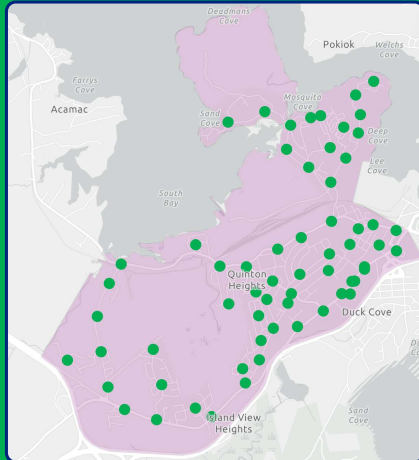 Deadmans
Cove
Pokiok
Welchs
Cove
Farrys
Cove
Acamac
Mosquito
Cove
Sand
Cove
Deep
Cove
Lee
Cove
South
Bay
Quinton
Heights
Duck Cove
Sand
Cove
Island View
Heights